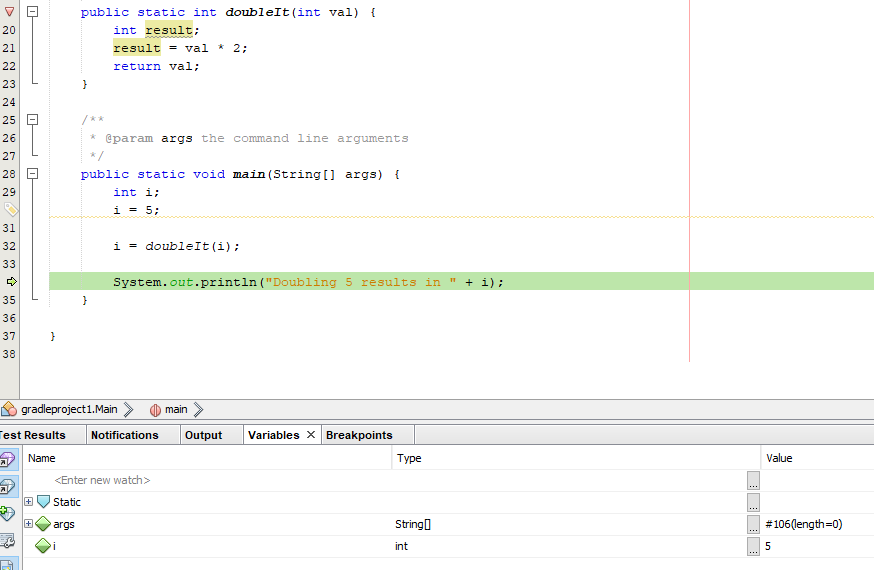 public static int doubleIt(int val) {
20 int result;
21 result = val * 2;
22 return val;
23 }
24
25 /**
26 * @param args the command line arguments
27 */
28 public static void main(String[] args) {
29 int i;
i = 5;
31
32 i = doubleIt(i);
33
System.out.println("Doubling 5 results in " + i);
35 }
36
37 }
38
gradleproject1.Main main
Test Results Notifications Output Variables Breakpoints
Name Type Value
<Enter new watch> ...
Static ...
args String[] ... #106(length=0)
i int ... 5